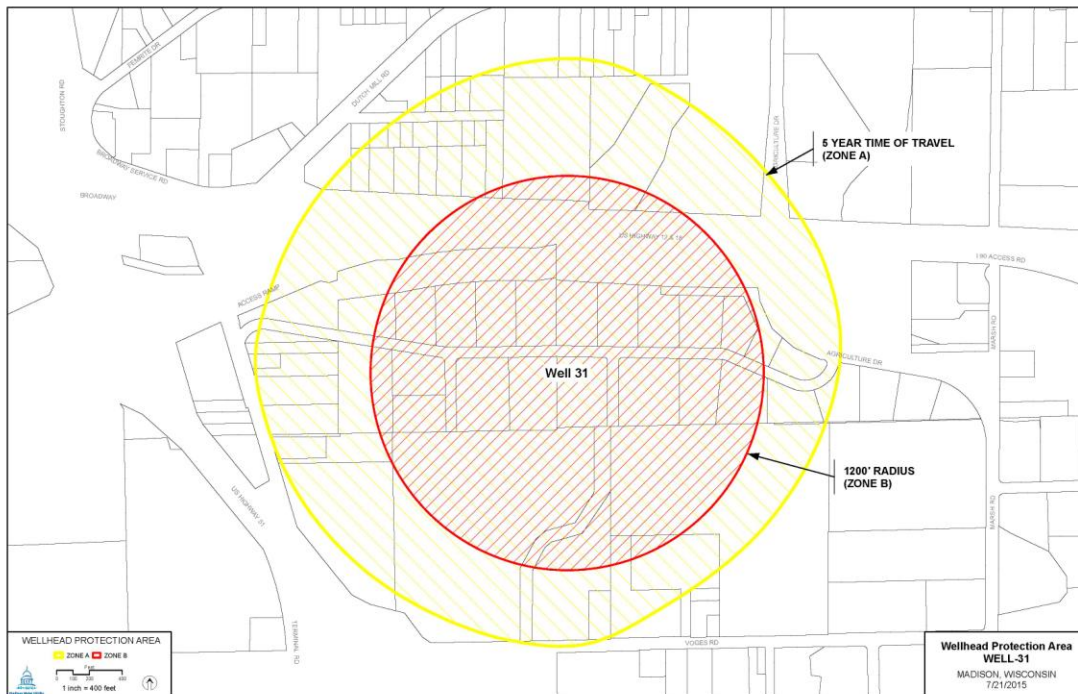 FEMRITE DR
STOUGHTON RD
DUTCH MILL RD
BROADWAY SERVICE RD
BROADWAY
5 YEAR TIME OF TRAVEL
(ZONE A)
US HIGHWAY 12 & 18
I 90 ACCESS RD
ACCESS RAMP
MARSH RD
AGRICULTURE DR
Well 31
1200' RADIUS
(ZONE B)
US HIGHWAY 51
MARSH RD
TERMINAL RD
VOGES RD
WELLHEAD PROTECTION AREA
ZONE A ZONE B
1 inch = 400 feet
Wellhead Protection Area
WELL-31
MADISON, WISCONSIN
7/21/2015